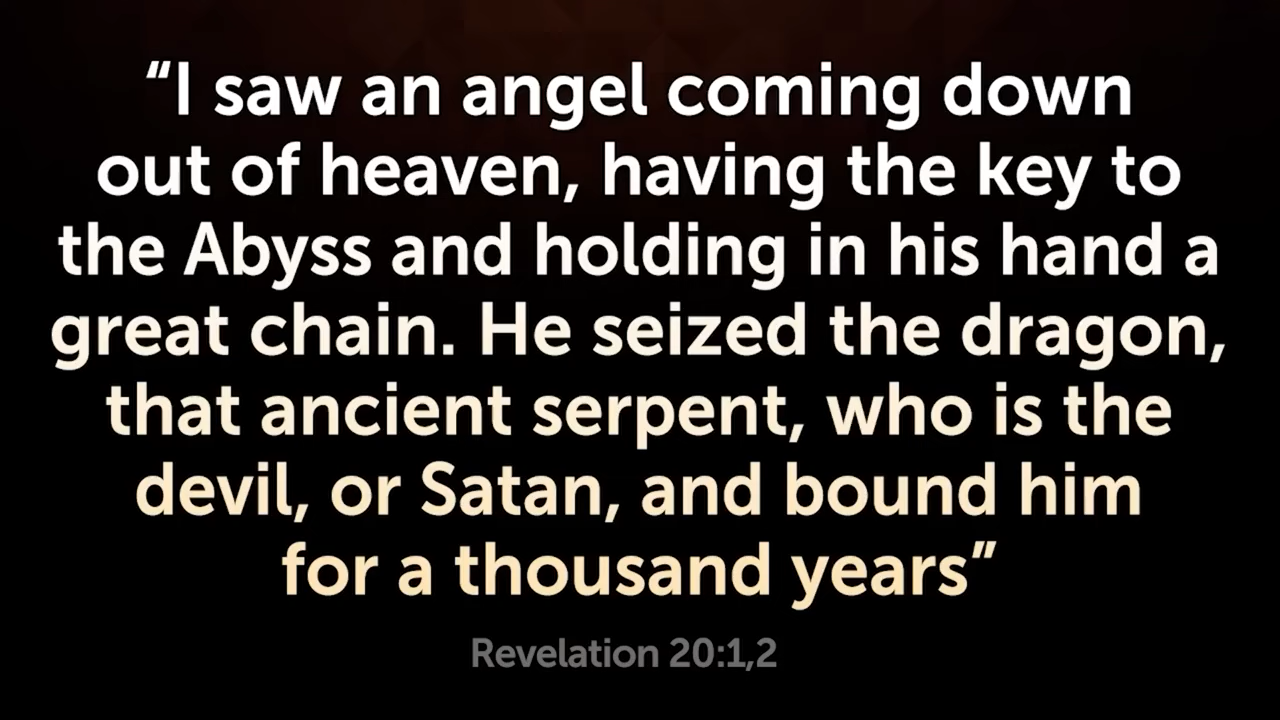 “I saw an angel coming down
out of heaven, having the key to
the Abyss and holding in his hand a
great chain. He seized the dragon,
that ancient serpent, who is the
devil, or Satan, and bound him
for a thousand years”
Revelation 20:1,2